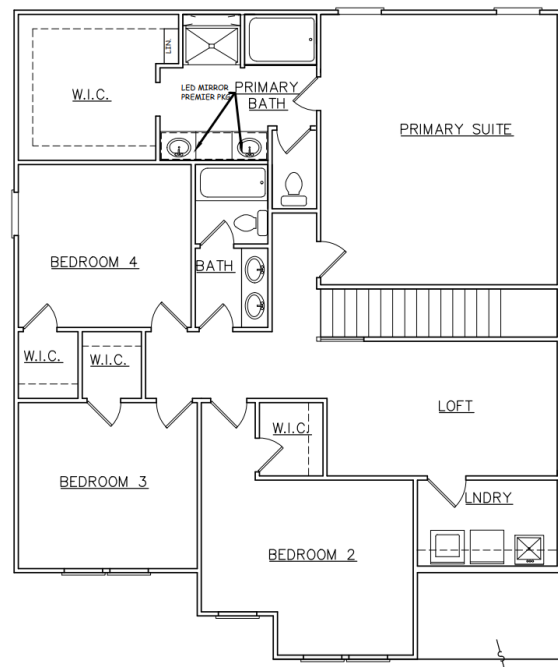 LIN.
W.I.C.
LED MIRROR
PREMIER PKG
PRIMARY
BATH
PRIMARY SUITE
BEDROOM 4
BATH
W.I.C.
W.I.C.
LOFT
W.I.C.
BEDROOM 3
LNDRY
BEDROOM 2